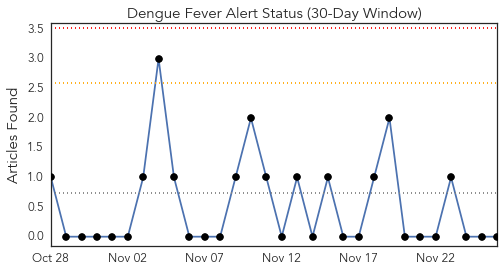 Dengue Fever Alert Status (30-Day Window)
Articles Found
3.5
3.0
2.5
2.0
1.5
1.0
0.5
0.0
Oct 28 Nov 02 Nov 07 Nov 12 Nov 17 Nov 22